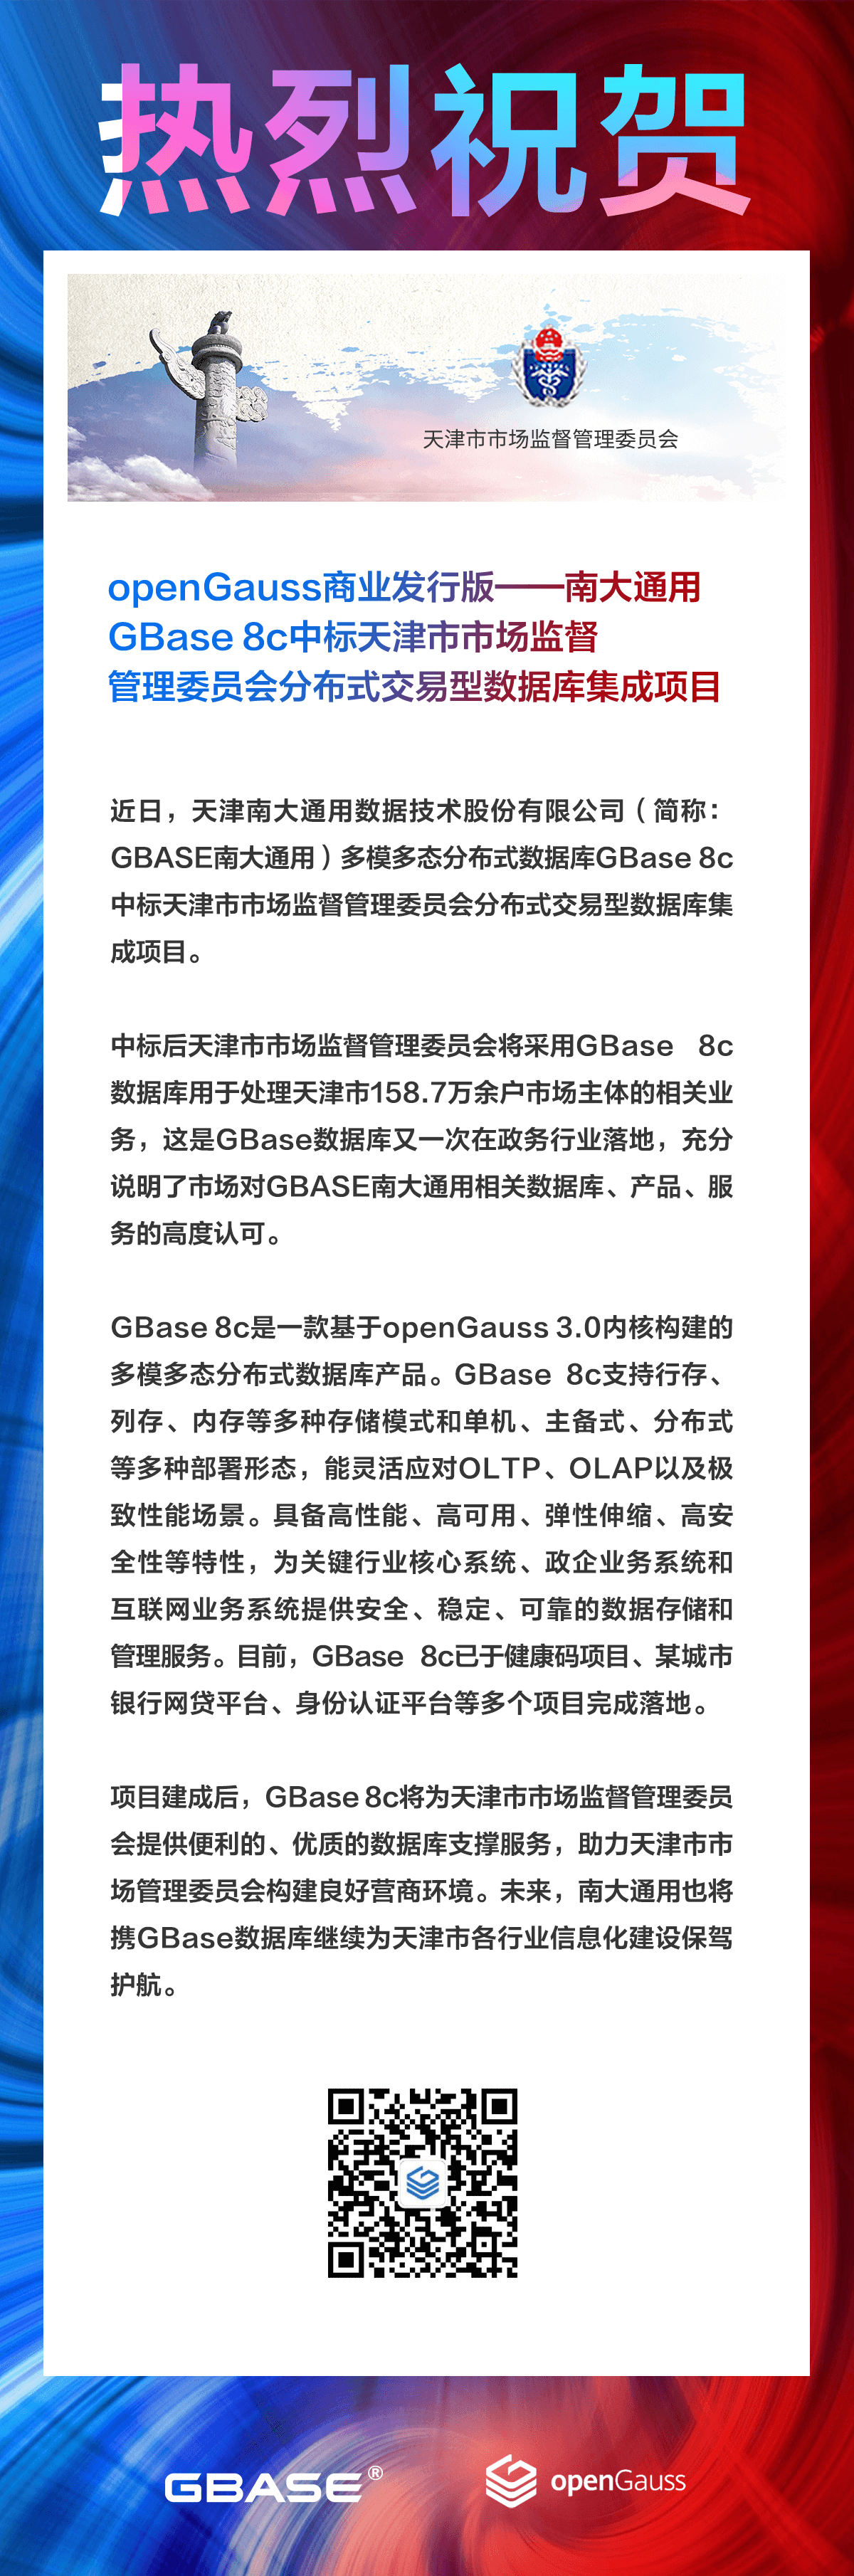 热烈祝贺
天津市市场监督管理委员会
openGauss商业发行版——南大通用
GBase 8c中标天津市市场监督
管理委员会分布式交易型数据库集成项目
近日，天津南大通用数据技术股份有限公司（简称：
GBASE南大通用）多模多态分布式数据库GBase 8c
中标天津市市场监督管理委员会分布式交易型数据库集
成项目。
中标后天津市市场监督管理委员会将采用GBase 8c
数据库用于处理天津市158.7万余户市场主体的相关业
务，这是GBase数据库又一次在政务行业落地，充分
说明了市场对GBASE南大通用相关数据库、产品、服
务的高度认可。
GBase 8c是一款基于openGauss 3.0内核构建的
多模多态分布式数据库产品。GBase 8c支持行存、
列存、内存等多种存储模式和单机、主备式、分布式
等多种部署形态，能灵活应对OLTP、OLAP以及极
致性能场景。具备高性能、高可用、弹性伸缩、高安
全性等特性，为关键行业核心系统、政企业务系统和
互联网业务系统提供安全、稳定、可靠的数据存储和
管理服务。目前，GBase 8c已于健康码项目、某城市
银行网贷平台、身份认证平台等多个项目完成落地。
项目建成后，GBase 8c将为天津市市场监督管理委员
会提供便利的、优质的数据库支撑服务，助力天津市市
场管理委员会构建良好营商环境。未来，南大通用也将
携GBase数据库继续为天津市各行业信息化建设保驾
护航。
GBASE®
openGauss